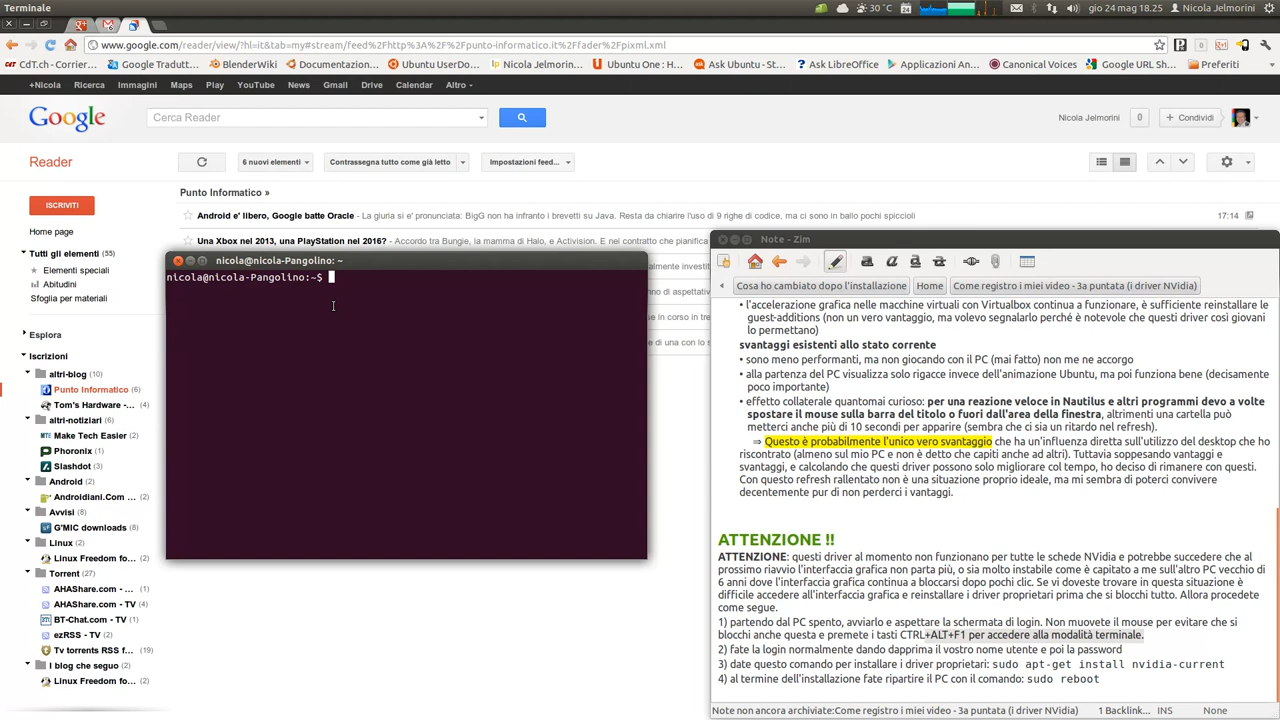 Terminale
30 °C
24
gio 24 mag 18.25
Nicola Jelmorini
www.google.com/reader/view/?hl=it&tab=my#stream/feed%2Fhttp%3A%2F%2Fpunto-informatico.it%2Ffader%2Fpixml.xml
CdT.ch - Corrier...
Google Tradutt...
BlenderWiki
Documentazion...
Ubuntu UserDo...
Nicola Jelmorin...
Ubuntu One : H...
Ask Ubuntu - St...
Ask LibreOffice
Applicazioni An...
Canonical Voices
Google URL Sh...
Preferiti
+Nicola Ricerca Immagini Maps Play YouTube News Gmail Drive Calendar Altro
Google
Cerca Reader
Nicola Jelmorini
0
+ Condividi
Reader
6 nuovi elementi
Contrassegna tutto come già letto
Impostazioni feed...
ISCRIVITI
Home page
Tutti gli elementi (55)
Elementi speciali
Abitudini
Sfoglia per materiali
Esplora
Iscrizioni
altri-blog (10)
Punto Informatico (6)
Tom's Hardware -... (4)
altri-notiziari (6)
Make Tech Easier (2)
Phoronix (2)
Slashdot (3)
Android (2)
Androidiani.Com ... (2)
Avvisi (8)
G'MIC downloads (8)
Linux (2)
Linux Freedom fo... (2)
Torrent (27)
AHAShare.com - ... (2)
AHAShare.com - TV (4)
BT-Chat.com - TV (2)
ezRSS - TV (2)
Tv torrents RSS f... (19)
I blog che seguo (2)
Linux Freedom fo... (2)
Punto Informatico »
Android e' libero, Google batte Oracle - La giuria si e' pronunciata: BigG non ha infranto i brevetti su Java. Resta da chiarire l'uso di 9 righe di codice, ma ci sono in ballo pochi spiccioli
17:14
Una Xbox nel 2013, una PlayStation nel 2016? - Accordo tra Bungie, la mamma di Halo, e Activision. E nel contratto che pianifica
almente investit
nno di aspettativ
se in corso in tre
e di una con lo s
nicola@nicola-Pangolino: ~
nicola@nicola-Pangolino:~$
Note - Zim
Cosa ho cambiato dopo l'installazione
Home
Come registro i miei video - 3a puntata (i driver NVidia)
• l'accelerazione grafica nelle macchine virtuali con Virtualbox continua a funzionare, è sufficiente reinstallare le
guest-additions (non un vero vantaggio, ma volevo segnalarlo perché è notevole che questi driver così giovani
lo permettano)
svantaggi esistenti allo stato corrente
• sono meno performanti, ma non giocando con il PC (mai fatto) non me ne accorgo
• alla partenza del PC visualizza solo rigacce invece dell'animazione Ubuntu, ma poi funziona bene (decisamente
poco importante)
• effetto collaterale quantomai curioso: per una reazione veloce in Nautilus e altri programmi devo a volte
spostare il mouse sulla barra del titolo o fuori dall'area della finestra, altrimenti una cartella può
metterci anche più di 10 secondi per apparire (sembra che ci sia un ritardo nel refresh).
⇒ Questo è probabilmente l'unico vero svantaggio che ha un'influenza diretta sull'utilizzo del desktop che ho
riscontrato (almeno sul mio PC e non è detto che capiti anche ad altri). Tuttavia soppesando vantaggi e
svantaggi, e calcolando che questi driver possono solo migliorare col tempo, ho deciso di rimanere con questi.
Con questo refresh rallentato non è una situazione proprio ideale, ma mi sembra di poterci convivere
decentemente pur di non perderci i vantaggi.
ATTENZIONE !!
ATTENZIONE: questi driver al momento non funzionano per tutte le schede NVidia e potrebbe succedere che al
prossimo riavvio l'interfaccia grafica non parta più, o sia molto instabile come è capitato a me sull'altro PC vecchio di
6 anni dove l'interfaccia grafica continua a bloccarsi dopo pochi clic. Se vi doveste trovare in questa situazione è
difficile accedere all'interfaccia grafica e reinstallare i driver proprietari prima che si blocchi tutto. Allora procedete
come segue.
1) partendo dal PC spento, avviarlo e aspettare la schermata di login. Non muovete il mouse per evitare che si
blocchi anche questa e premete i tasti CTRL+ALT+F1 per accedere alla modalità terminale.
2) fate la login normalmente dando dapprima il vostro nome utente e poi la password
3) date questo comando per installare i driver proprietari: sudo apt-get install nvidia-current
4) al termine dell'installazione fate ripartire il PC con il comando: sudo reboot
Note non ancora archiviate:Come registro i miei video - 3a puntata (i driver NVidia)
1 Backlink...
INS
None